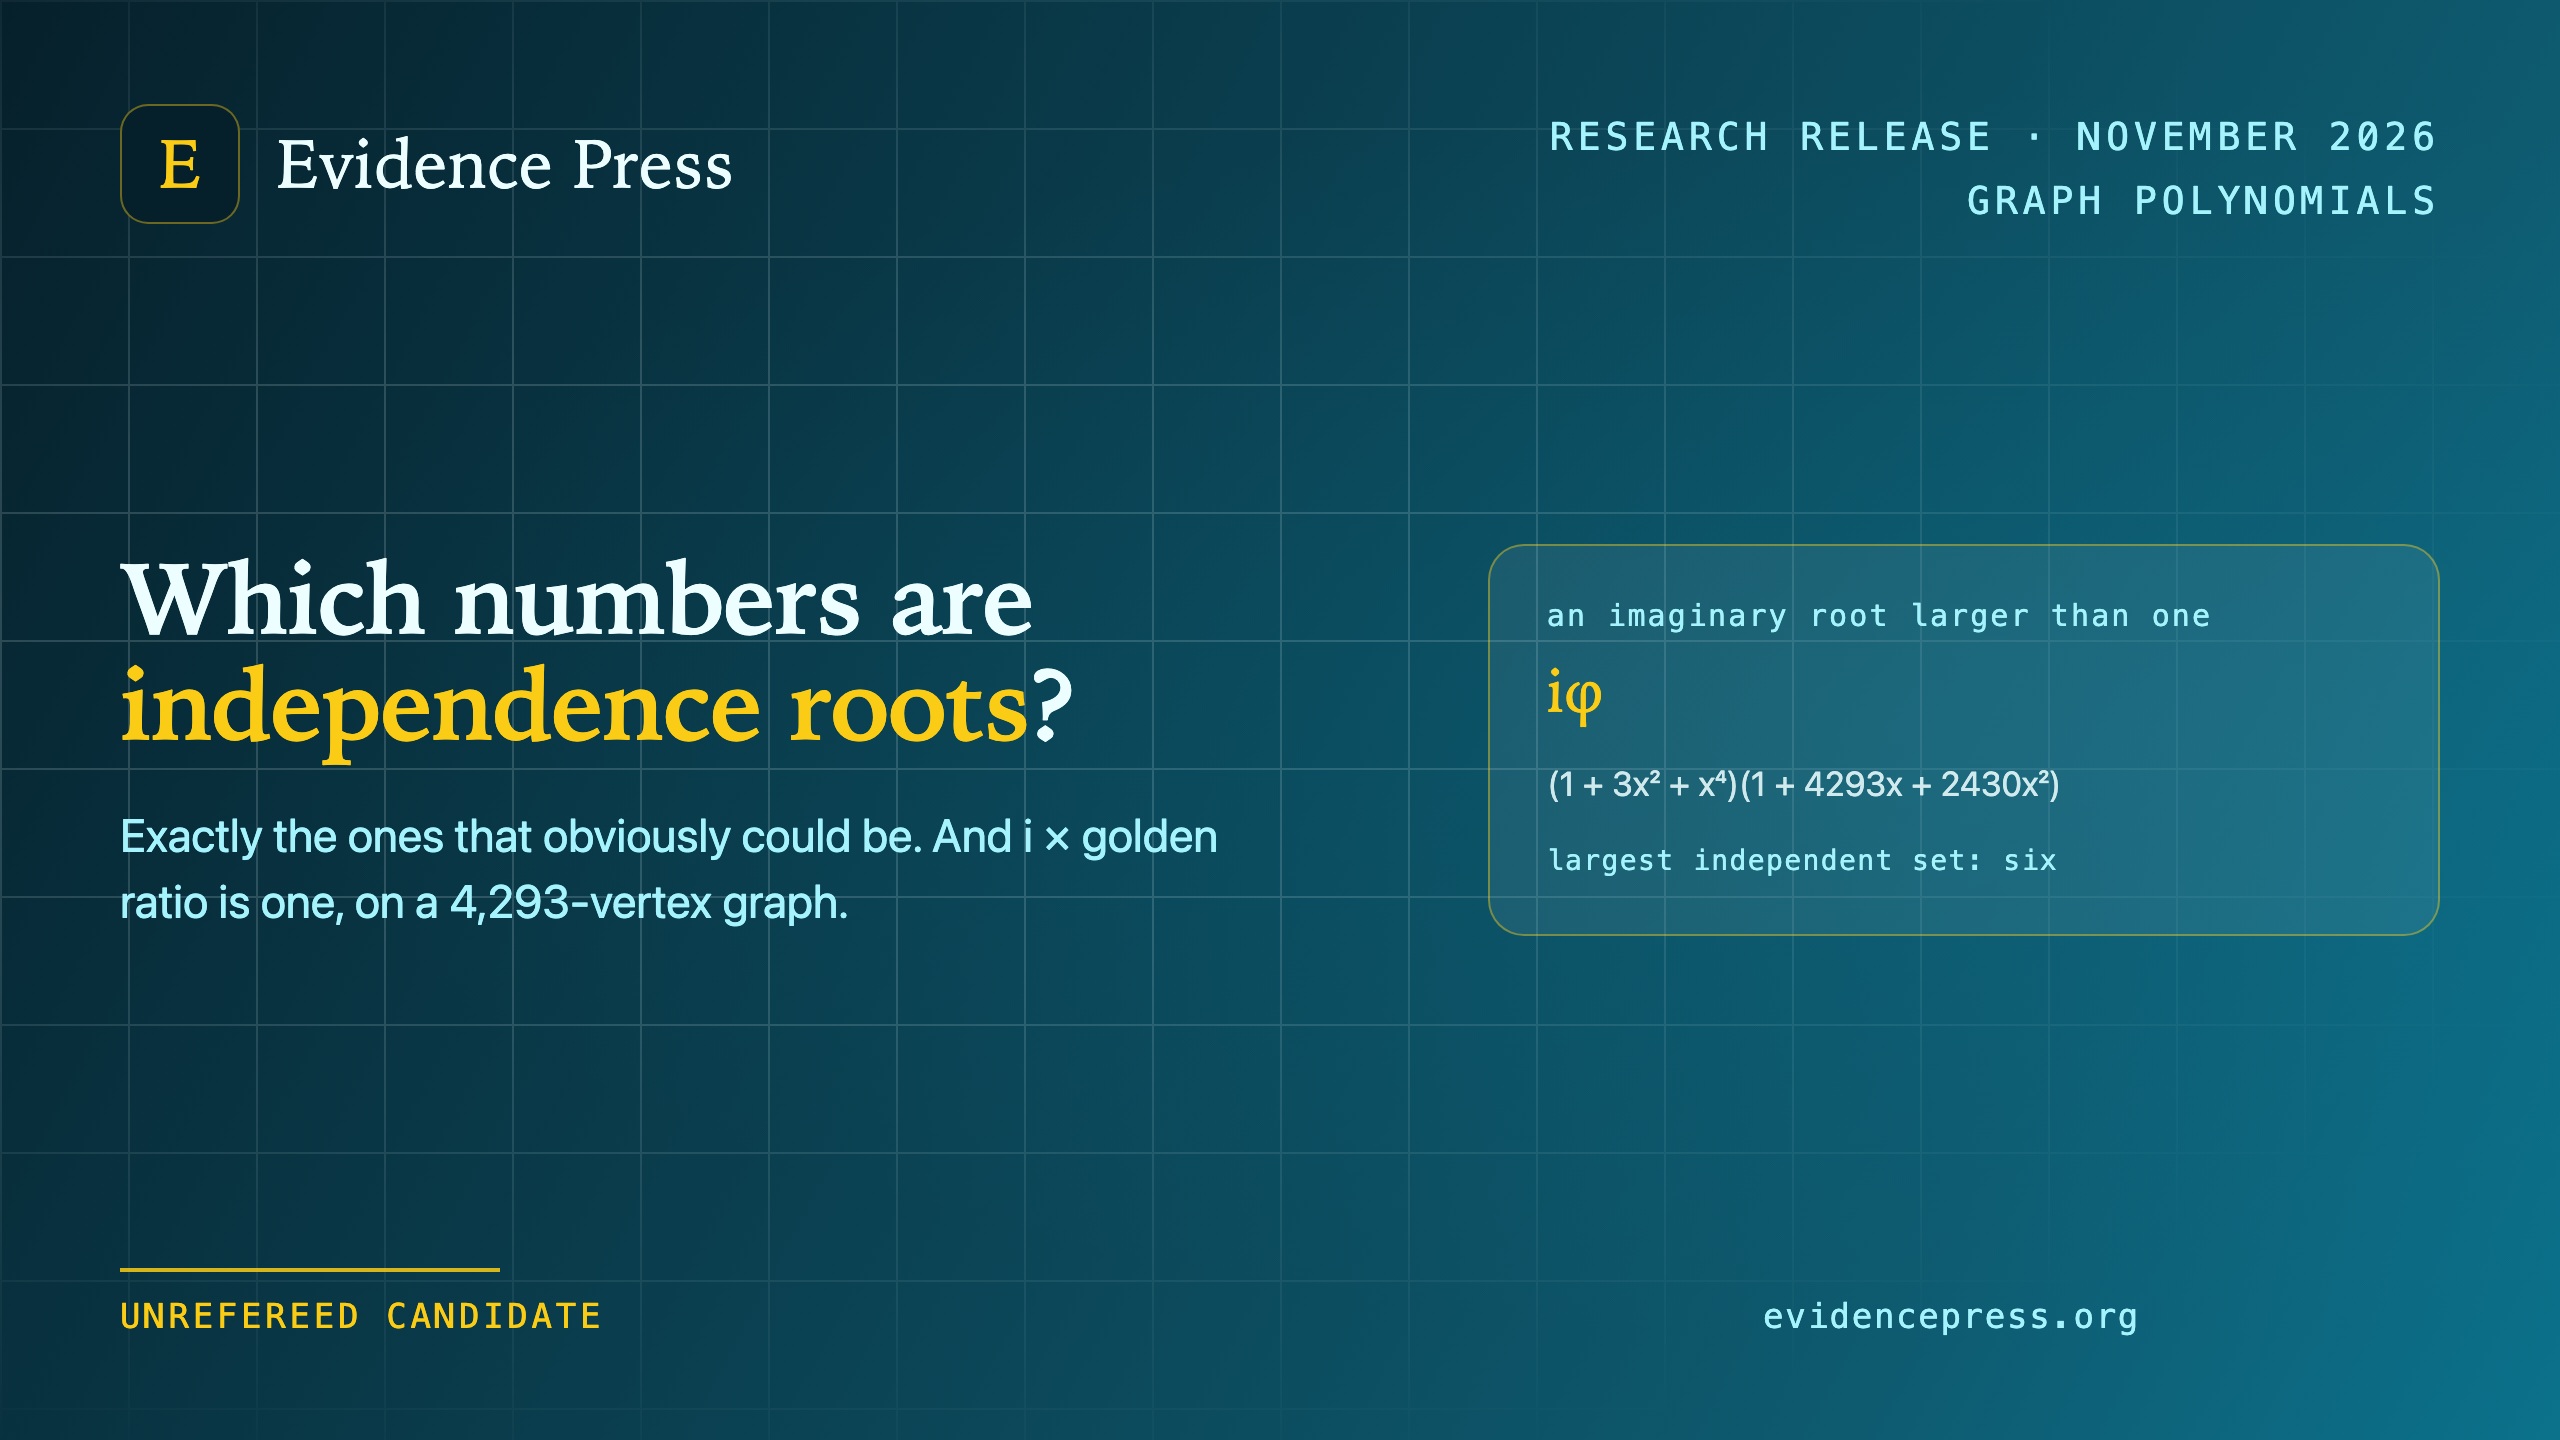 E
Evidence Press
RESEARCH RELEASE · NOVEMBER 2026
GRAPH POLYNOMIALS
Which numbers are
independence roots?
Exactly the ones that obviously could be. And i × golden
ratio is one, on a 4,293-vertex graph.
an imaginary root larger than one
iφ
(1 + 3x² + x⁴)(1 + 4293x + 2430x²)
largest independent set: six
UNREFEREED CANDIDATE
evidencepress.org